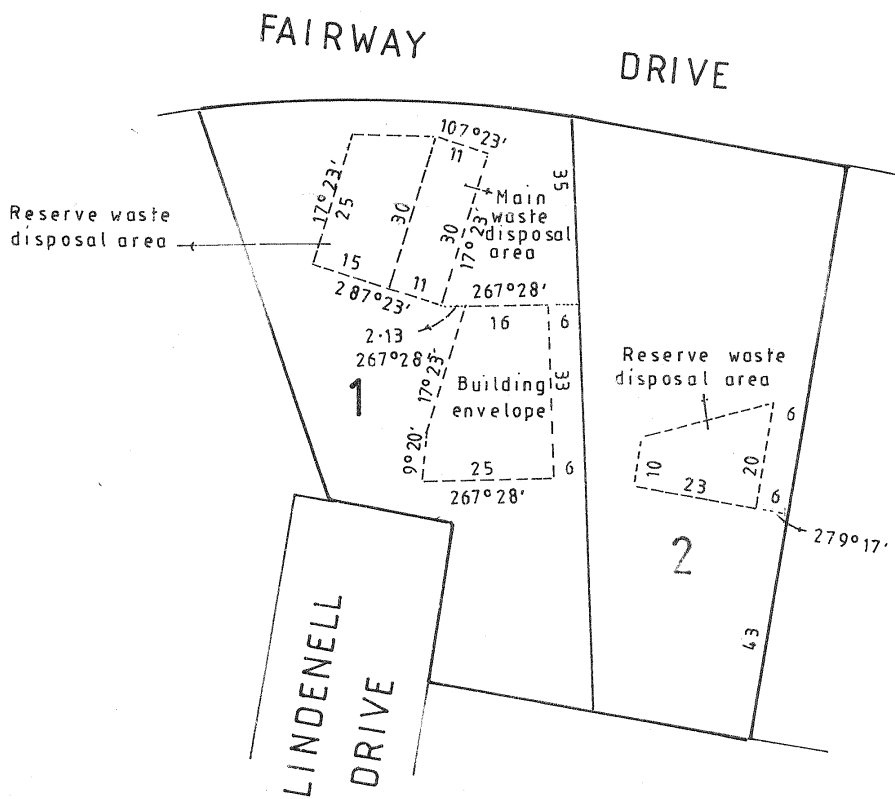 FAIRWAY DRIVE
107°23'
11
35
17°23'
25
30
Main
waste
disposal
area
30
17°23'
Reserve waste
disposal area
15
11
287°23'
267°28'
16
6
2·13
267°28'
17°23'
33
Building
envelope
1
9°20'
25
6
267°28'
Reserve waste
disposal area
6
10
20
23
6
279°17'
2
43
LINDENELL
DRIVE